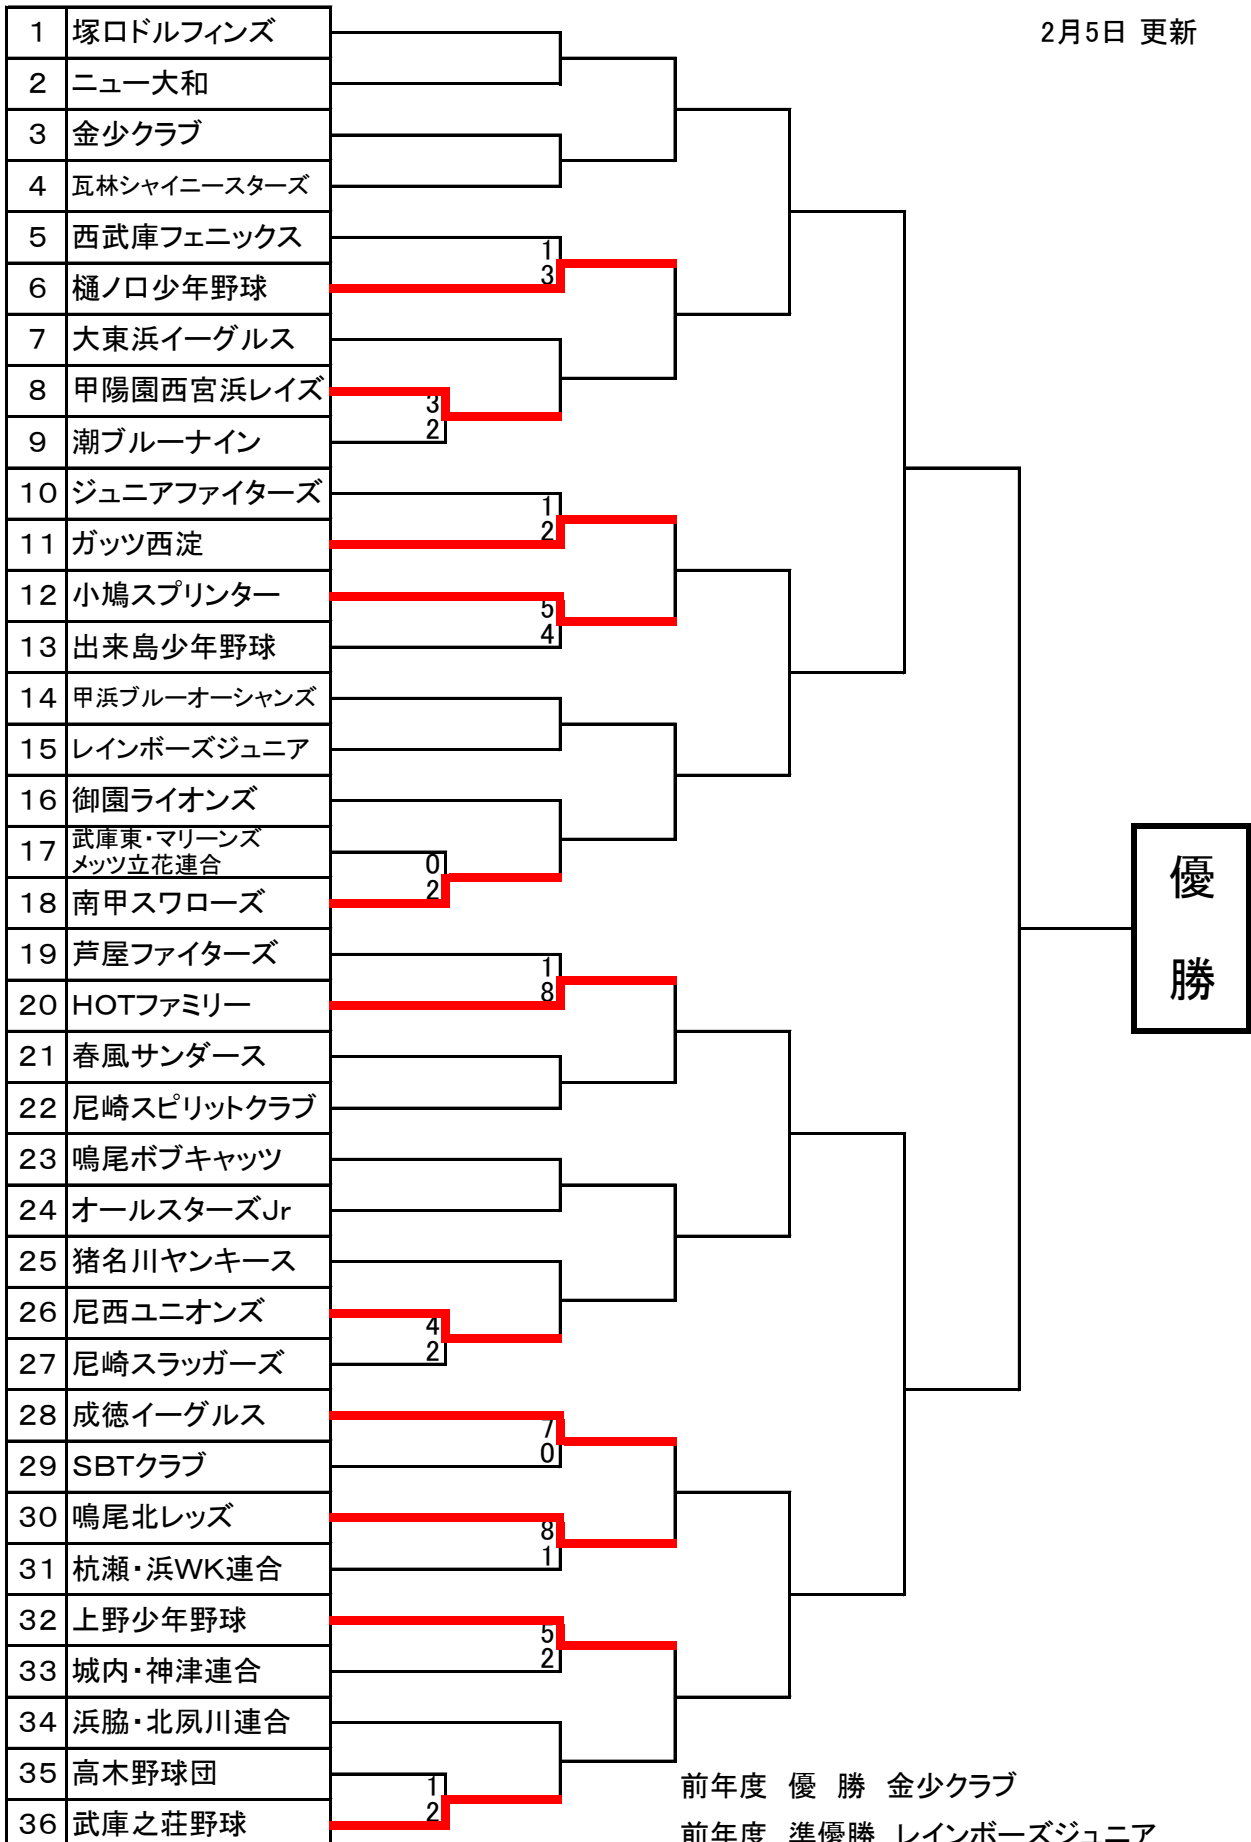 2月5日 更新
1 塚口ドルフィンズ
2 ニュー大和
3 金少クラブ
4 瓦林シャイニースターズ
5 西武庫フェニックス
1
3
6 樋ノ口少年野球
7 大東浜イーグルス
8 甲陽園西宮浜レイズ
3
2
9 潮ブルーナイン
10 ジュニアファイターズ
1
2
11 ガッツ西淀
12 小鳩スプリンター
5
4
13 出来島少年野球
14 甲浜ブルーオーシャンズ
15 レインボーズジュニア
16 御園ライオンズ
17 武庫東・マリーンズ
メッツ立花連合
0
2
18 南甲スワローズ
19 芦屋ファイターズ
1
8
20 HOTファミリー
21 春風サンダース
22 尼崎スピリットクラブ
23 鳴尾ボブキャッツ
24 オールスターズJr
25 猪名川ヤンキース
26 尼西ユニオンズ
4
2
27 尼崎スラッガーズ
28 成徳イーグルス
7
0
29 SBTクラブ
30 鳴尾北レッズ
8
1
31 杭瀬・浜WK連合
32 上野少年野球
5
2
33 城内・神津連合
34 浜脇・北夙川連合
35 高木野球団
1
2
36 武庫之荘野球
優
勝
前年度 優 勝 金少クラブ
前年度 準優勝 レインボーズジュニア